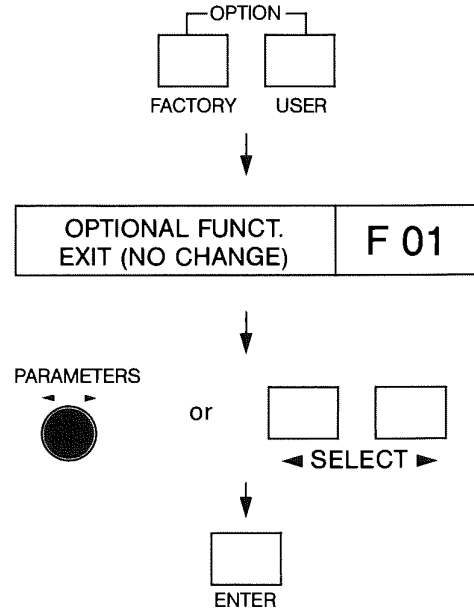 OPTION
FACTORY USER
OPTIONAL FUNCT. F 01
EXIT (NO CHANGE)
PARAMETERS
or
◄ SELECT ►
ENTER